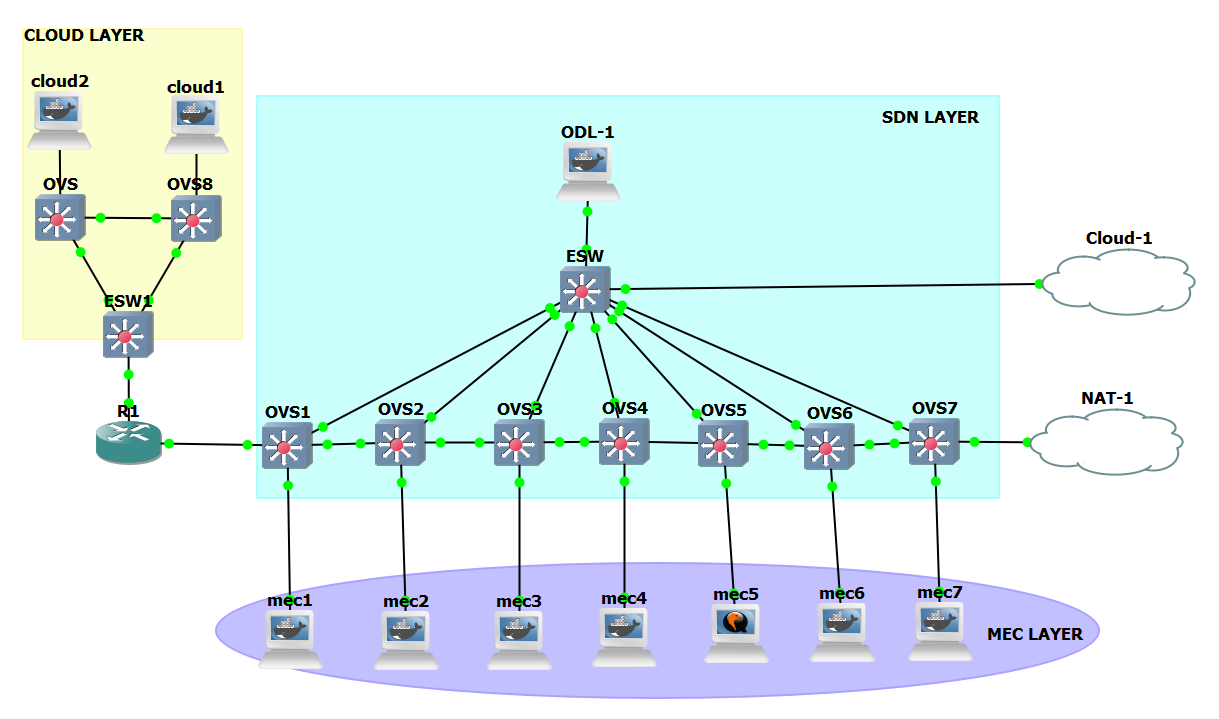 CLOUD LAYER
cloud2
cloud1
OVS
OVS8
ESW1
R1
SDN LAYER
ODL-1
ESW
Cloud-1
OVS1
OVS2
OVS3
OVS4
OVS5
OVS6
OVS7
NAT-1
mec1
mec2
mec3
mec4
mec5
mec6
mec7
MEC LAYER